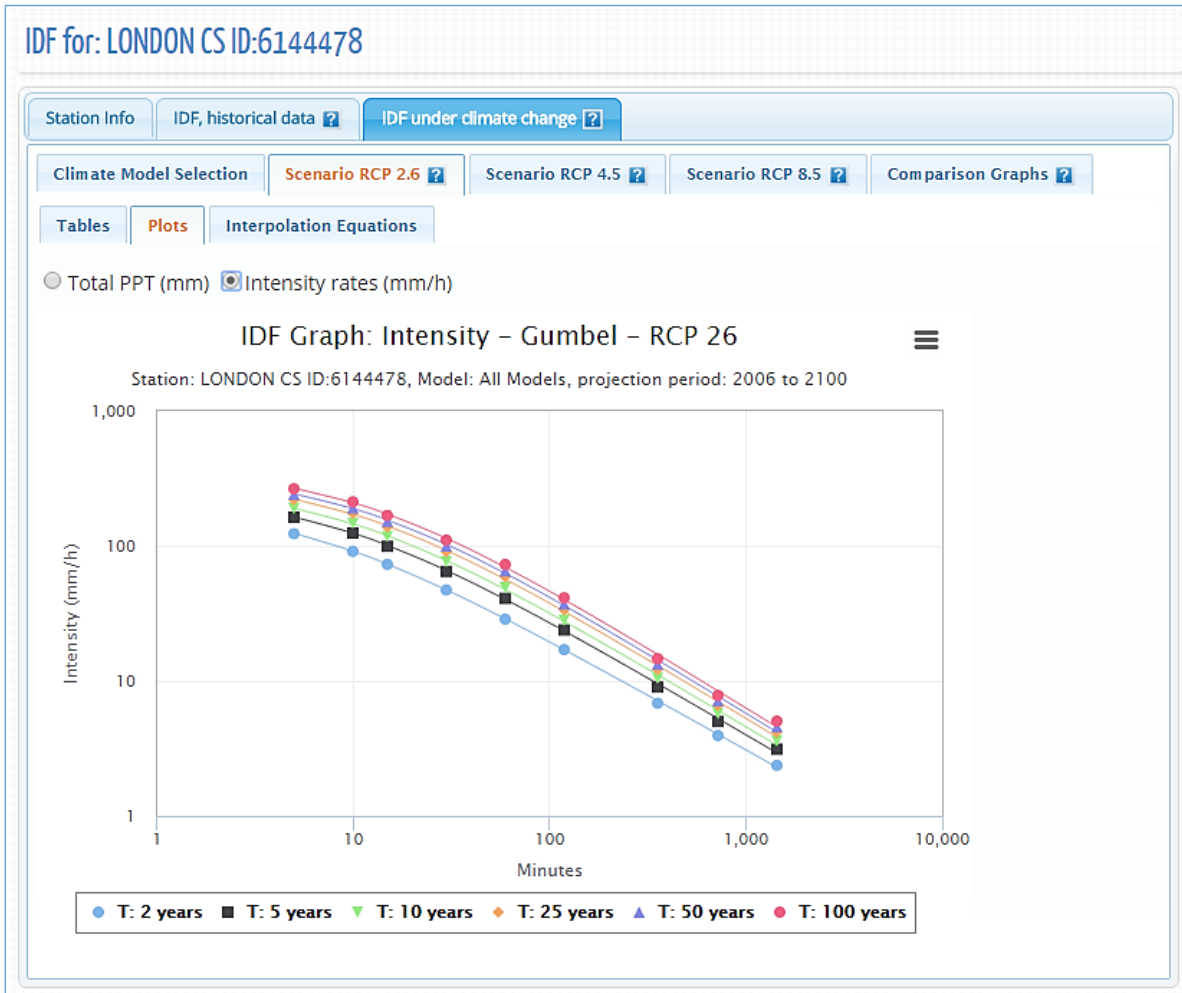 IDF for: LONDON CS ID:6144478
Station Info IDF, historical data ? IDF under climate change ?
Climate Model Selection Scenario RCP 2.6 ? Scenario RCP 4.5 ? Scenario RCP 8.5 ? Comparison Graphs ?
Tables Plots Interpolation Equations
Total PPT (mm) Intensity rates (mm/h)
IDF Graph: Intensity – Gumbel – RCP 26
Station: LONDON CS ID:6144478, Model: All Models, projection period: 2006 to 2100
Intensity (mm/h)
1,000
100
10
1
1 10 100 1,000 10,000
Minutes
T: 2 years T: 5 years T: 10 years T: 25 years T: 50 years T: 100 years